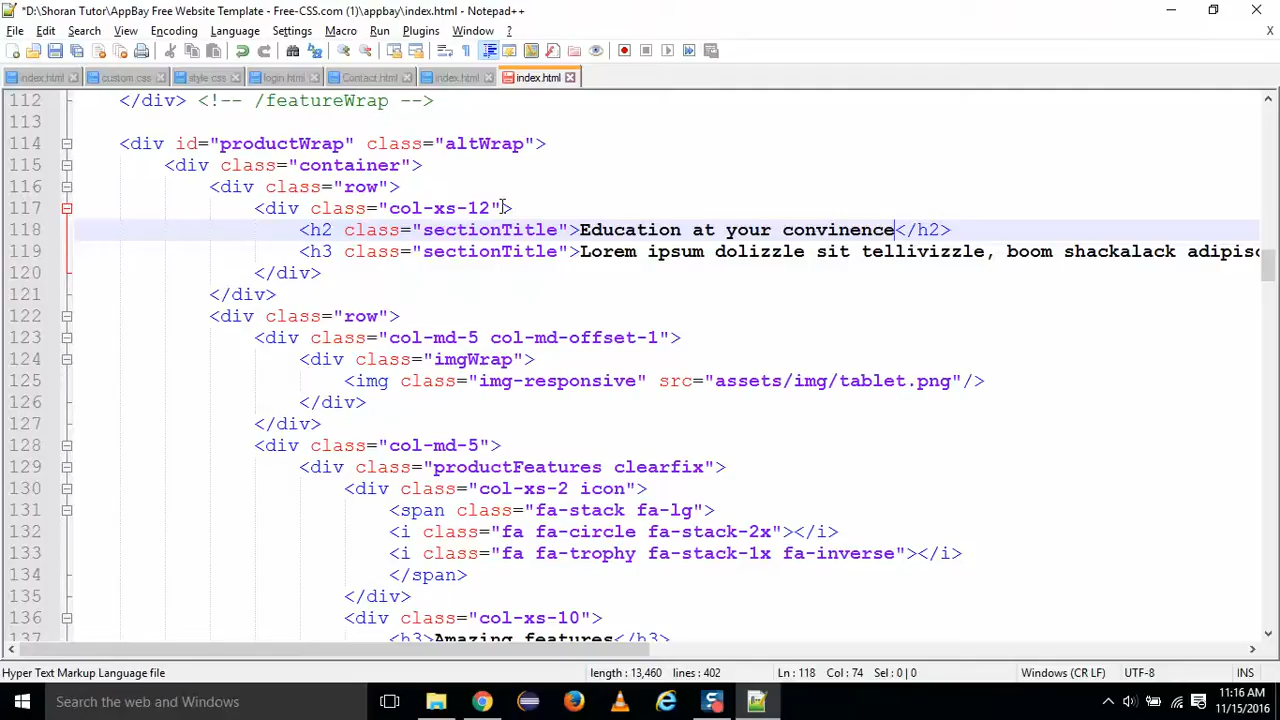 *D:\Shoran Tutor\AppBay Free Website Template - Free-CSS.com (1)\appbay\index.html - Notepad++
File Edit Search View Encoding Language Settings Macro Run Plugins Window ? X
index.html custom.css style.css login.html Contact.html index.html index.html
112 </div> <!-- /featureWrap -->
113
114 <div id="productWrap" class="altWrap">
115 <div class="container">
116 <div class="row">
117 <div class="col-xs-12">
118 <h2 class="sectionTitle">Education at your convinence</h2>
119 <h3 class="sectionTitle">Lorem ipsum dolizzle sit tellivizzle, boom shackalack adipisc
120 </div>
121 </div>
122 <div class="row">
123 <div class="col-md-5 col-md-offset-1">
124 <div class="imgWrap">
125 <img class="img-responsive" src="assets/img/tablet.png"/>
126 </div>
127 </div>
128 <div class="col-md-5">
129 <div class="productFeatures clearfix">
130 <div class="col-xs-2 icon">
131 <span class="fa-stack fa-lg">
132 <i class="fa fa-circle fa-stack-2x"></i>
133 <i class="fa fa-trophy fa-stack-1x fa-inverse"></i>
134 </span>
135 </div>
136 <div class="col-xs-10">
137 <h3>Amazing features</h3>
Hyper Text Markup Language file length : 13,460 lines : 402 Ln : 118 Col : 74 Sel : 0 | 0 Windows (CR LF) UTF-8 INS
Search the web and Windows
11:16 AM
11/15/2016